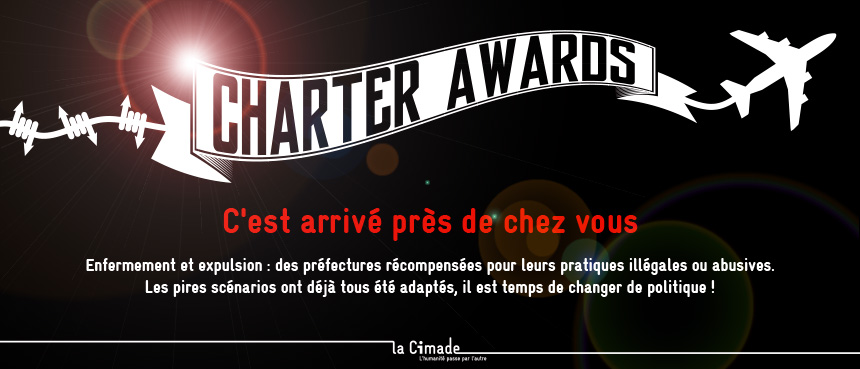 CHARTER AWARDS
C'est arrivé près de chez vous
Enfermement et expulsion : des préfectures récompensées pour leurs pratiques illégales ou abusives.
Les pires scénarios ont déjà tous été adaptés, il est temps de changer de politique !
la Cimade
L'humanité passe par l'autre